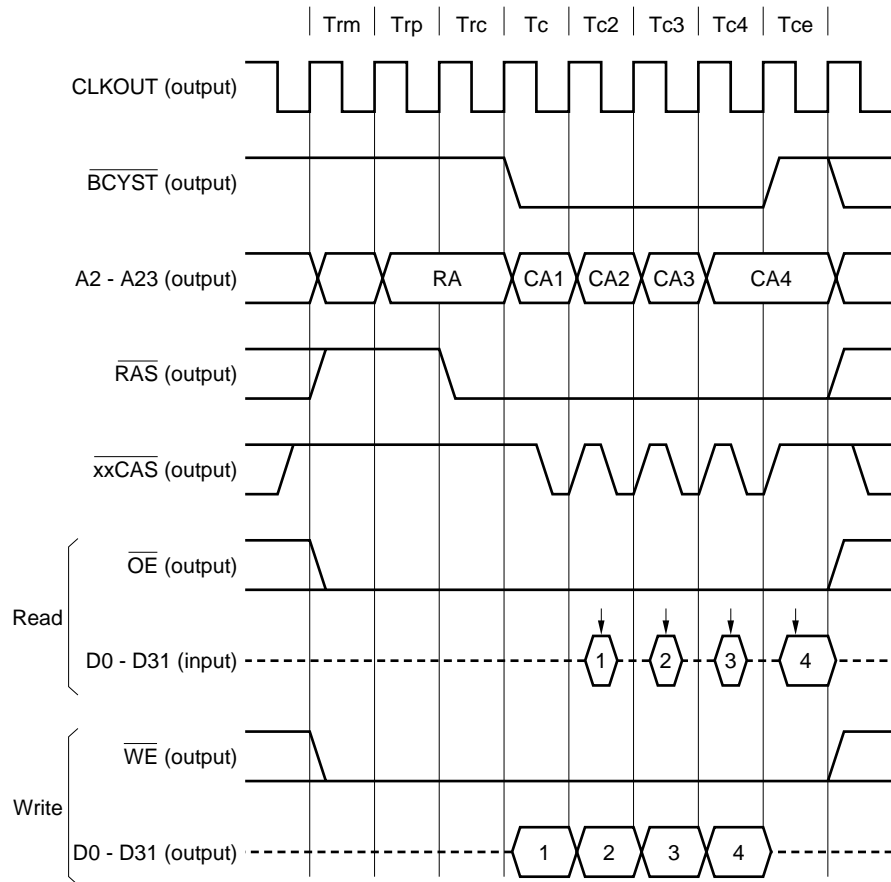 Trm Trp Trc Tc Tc2 Tc3 Tc4 Tce
CLKOUT (output)
BCYST (output)
A2 - A23 (output) RA CA1 CA2 CA3 CA4
RAS (output)
xxCAS (output)
OE (output)
Read
D0 - D31 (input) 1 2 3 4
WE (output)
Write
D0 - D31 (output) 1 2 3 4